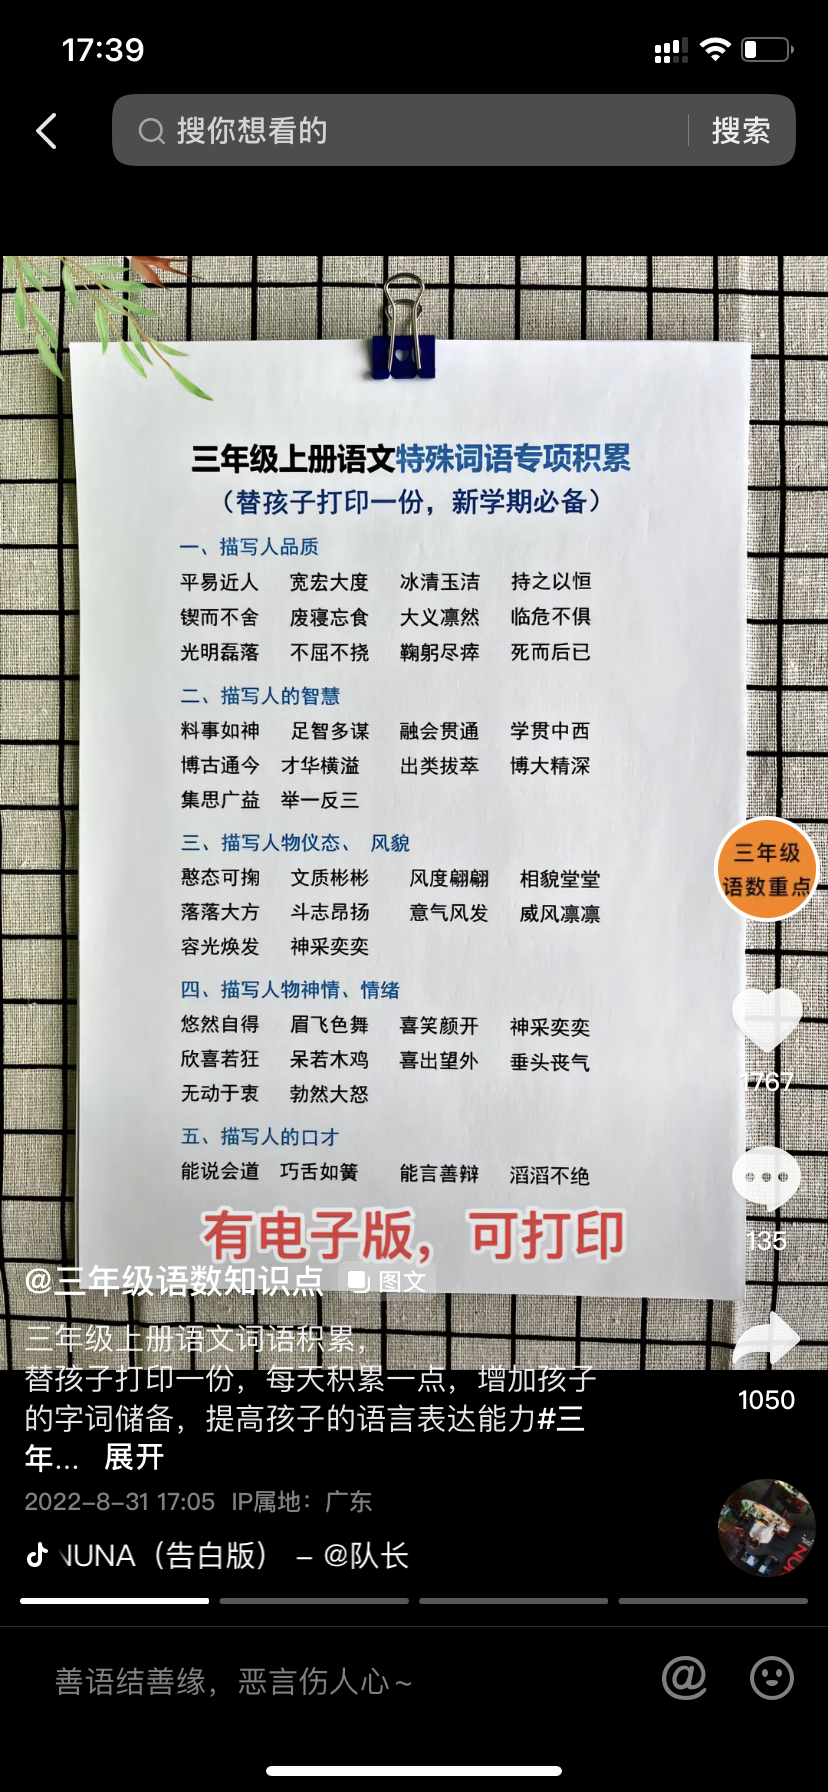 17:39
搜你想看的 搜索
三年级上册语文特殊词语专项积累
（替孩子打印一份，新学期必备）
一、描写人品质
平易近人 宽宏大度 冰清玉洁 持之以恒
锲而不舍 废寝忘食 大义凛然 临危不俱
光明磊落 不屈不挠 鞠躬尽瘁 死而后已
二、描写人的智慧
料事如神 足智多谋 融会贯通 学贯中西
博古通今 才华横溢 出类拔萃 博大精深
集思广益 举一反三
三、描写人物仪态、 风貌
憨态可掬 文质彬彬 风度翩翩 相貌堂堂
落落大方 斗志昂扬 意气风发 威风凛凛
容光焕发 神采奕奕
四、描写人物神情、情绪
悠然自得 眉飞色舞 喜笑颜开 神采奕奕
欣喜若狂 呆若木鸡 喜出望外 垂头丧气
无动于衷 勃然大怒
五、描写人的口才
能说会道 巧舌如簧 能言善辩 滔滔不绝
有电子版，可打印
三年级
语数重点
1767
135
1050
@三年级语数知识点 图文
三年级上册语文词语积累，
替孩子打印一份，每天积累一点，增加孩子
的字词储备，提高孩子的语言表达能力#三
年... 展开
2022-8-31 17:05 IP属地：广东
NUNA（告白版） - @队长
善语结善缘，恶言伤人心~